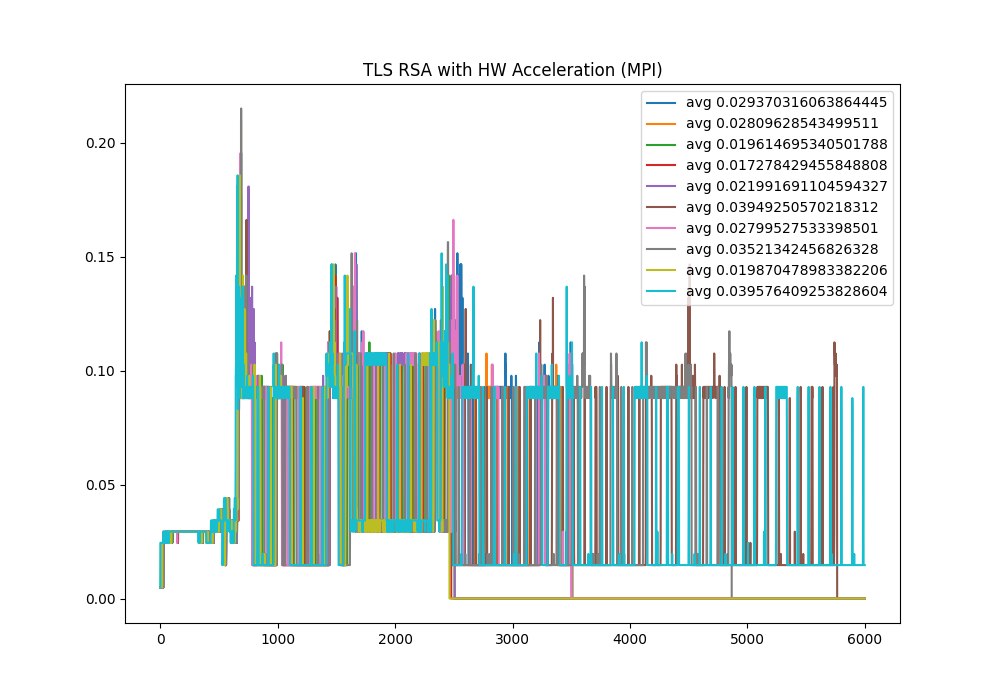 TLS RSA with HW Acceleration (MPI)
avg 0.029370316063864445
avg 0.02809628543499511
avg 0.019614695340501788
avg 0.017278429455848808
avg 0.021991691104594327
avg 0.03949250570218312
avg 0.02799527533398501
avg 0.03521342456826328
avg 0.019870478983382206
avg 0.039576409253828604
0.20
0.15
0.10
0.05
0.00
0 1000 2000 3000 4000 5000 6000